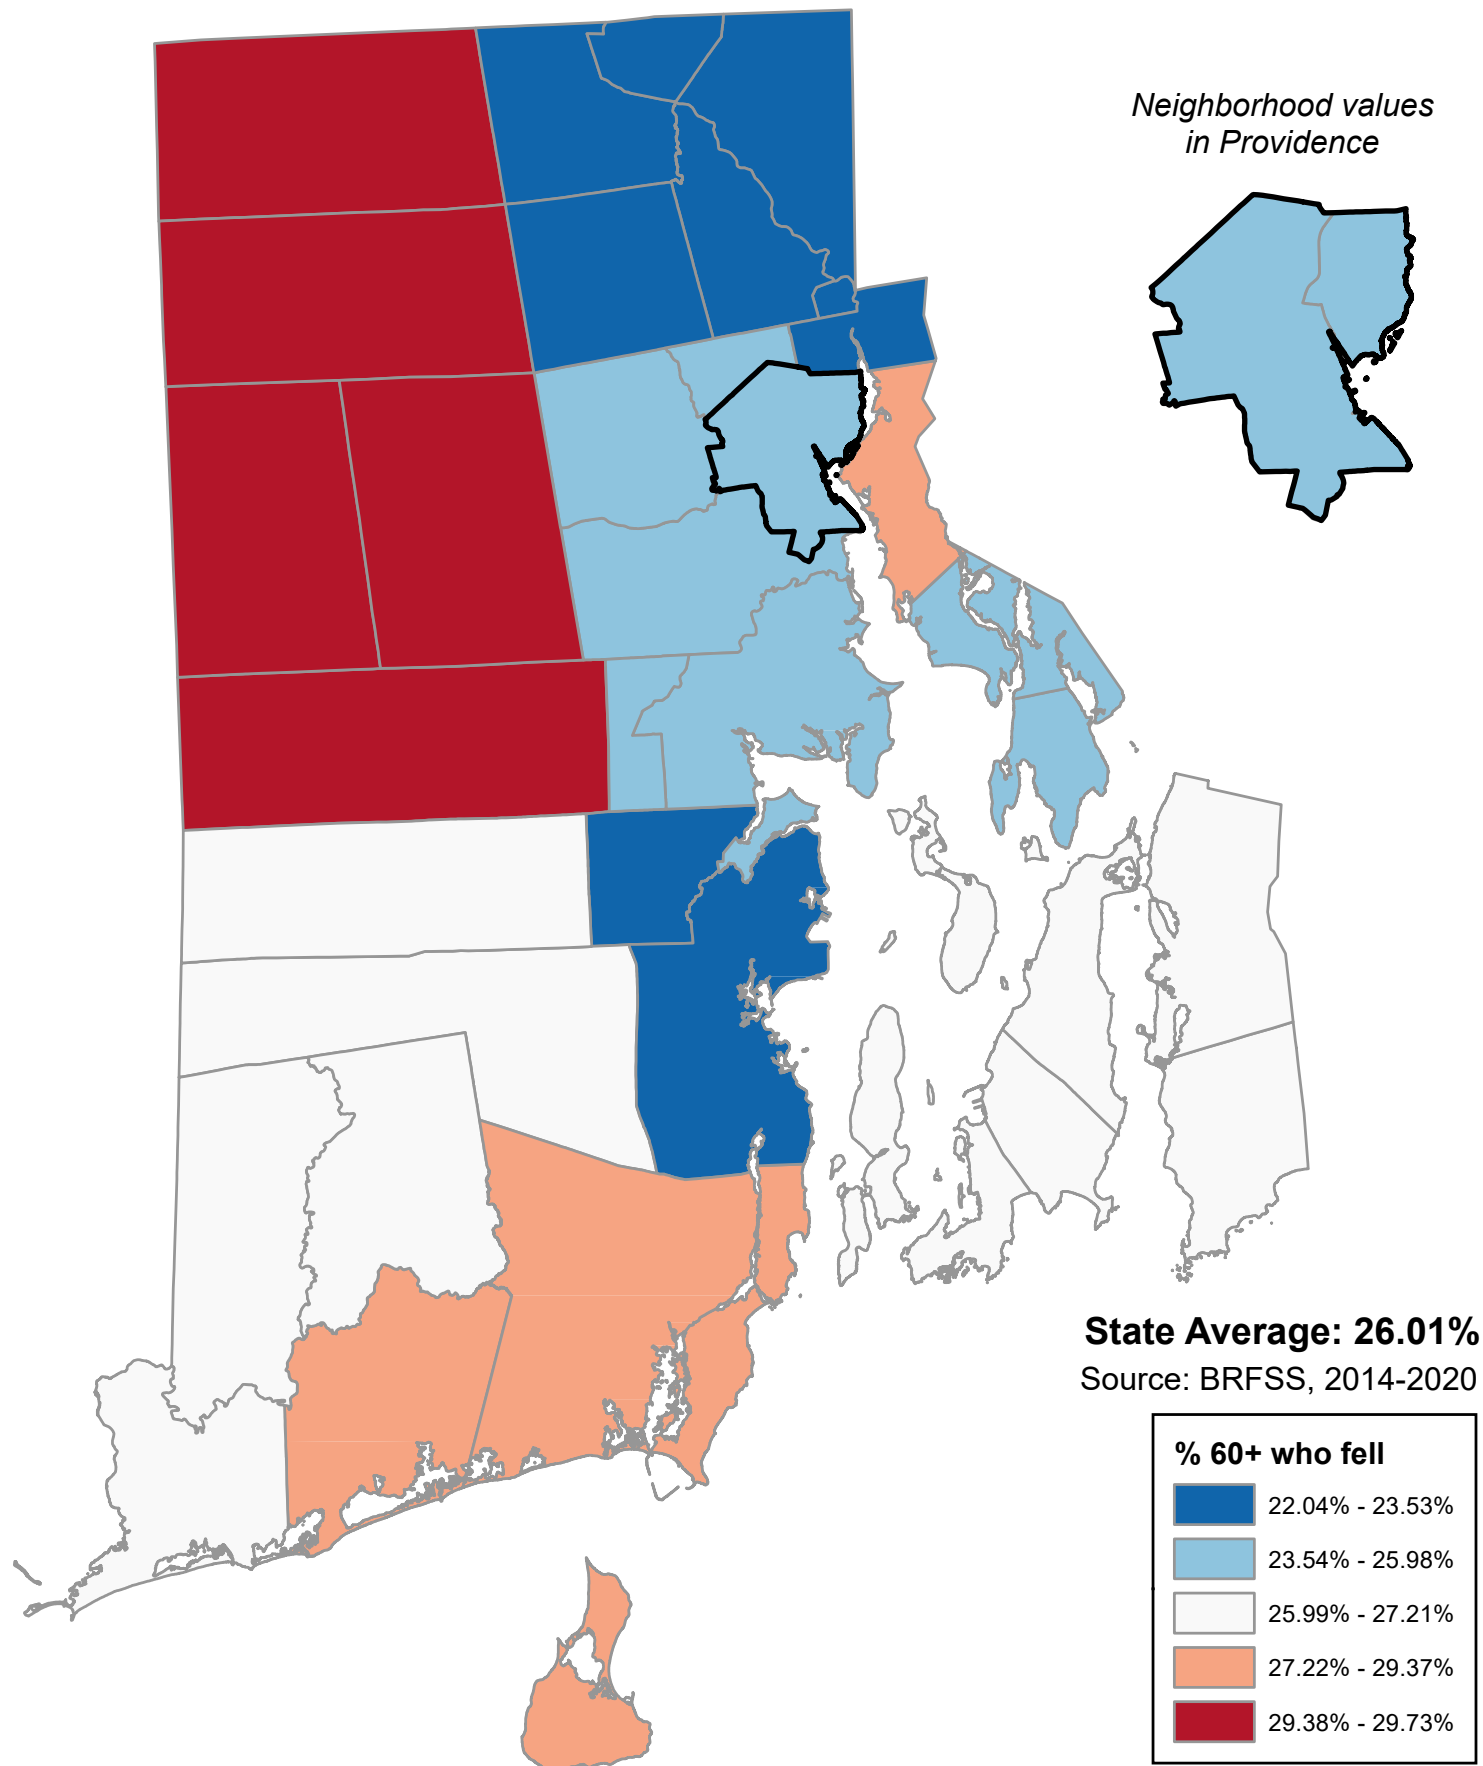 Neighborhood values
in Providence
State Average: 26.01%
Source: BRFSS, 2014-2020
% 60+ who fell
22.04% - 23.53%
23.54% - 25.98%
25.99% - 27.21%
27.22% - 29.37%
29.38% - 29.73%